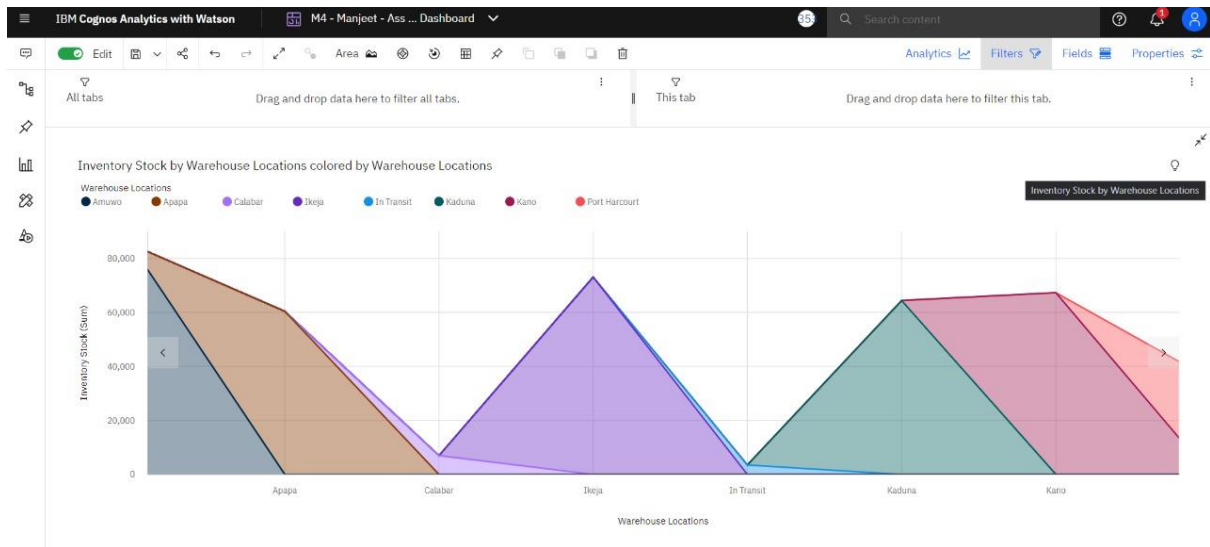 IBM Cognos Analytics with Watson
M4 - Manjeet - Ass ... Dashboard
353
Search content
1
Edit
Area
Analytics
Filters
Fields
Properties
All tabs
Drag and drop data here to filter all tabs.
This tab
Drag and drop data here to filter this tab.
Inventory Stock by Warehouse Locations colored by Warehouse Locations
Inventory Stock by Warehouse Locations
Warehouse Locations
Amuwo Apapa Calabar Ikeja In Transit Kaduna Kano Port Harcourt
Inventory Stock (Sum)
80,000
60,000
40,000
20,000
0
Apapa Calabar Ikeja In Transit Kaduna Kano
Warehouse Locations